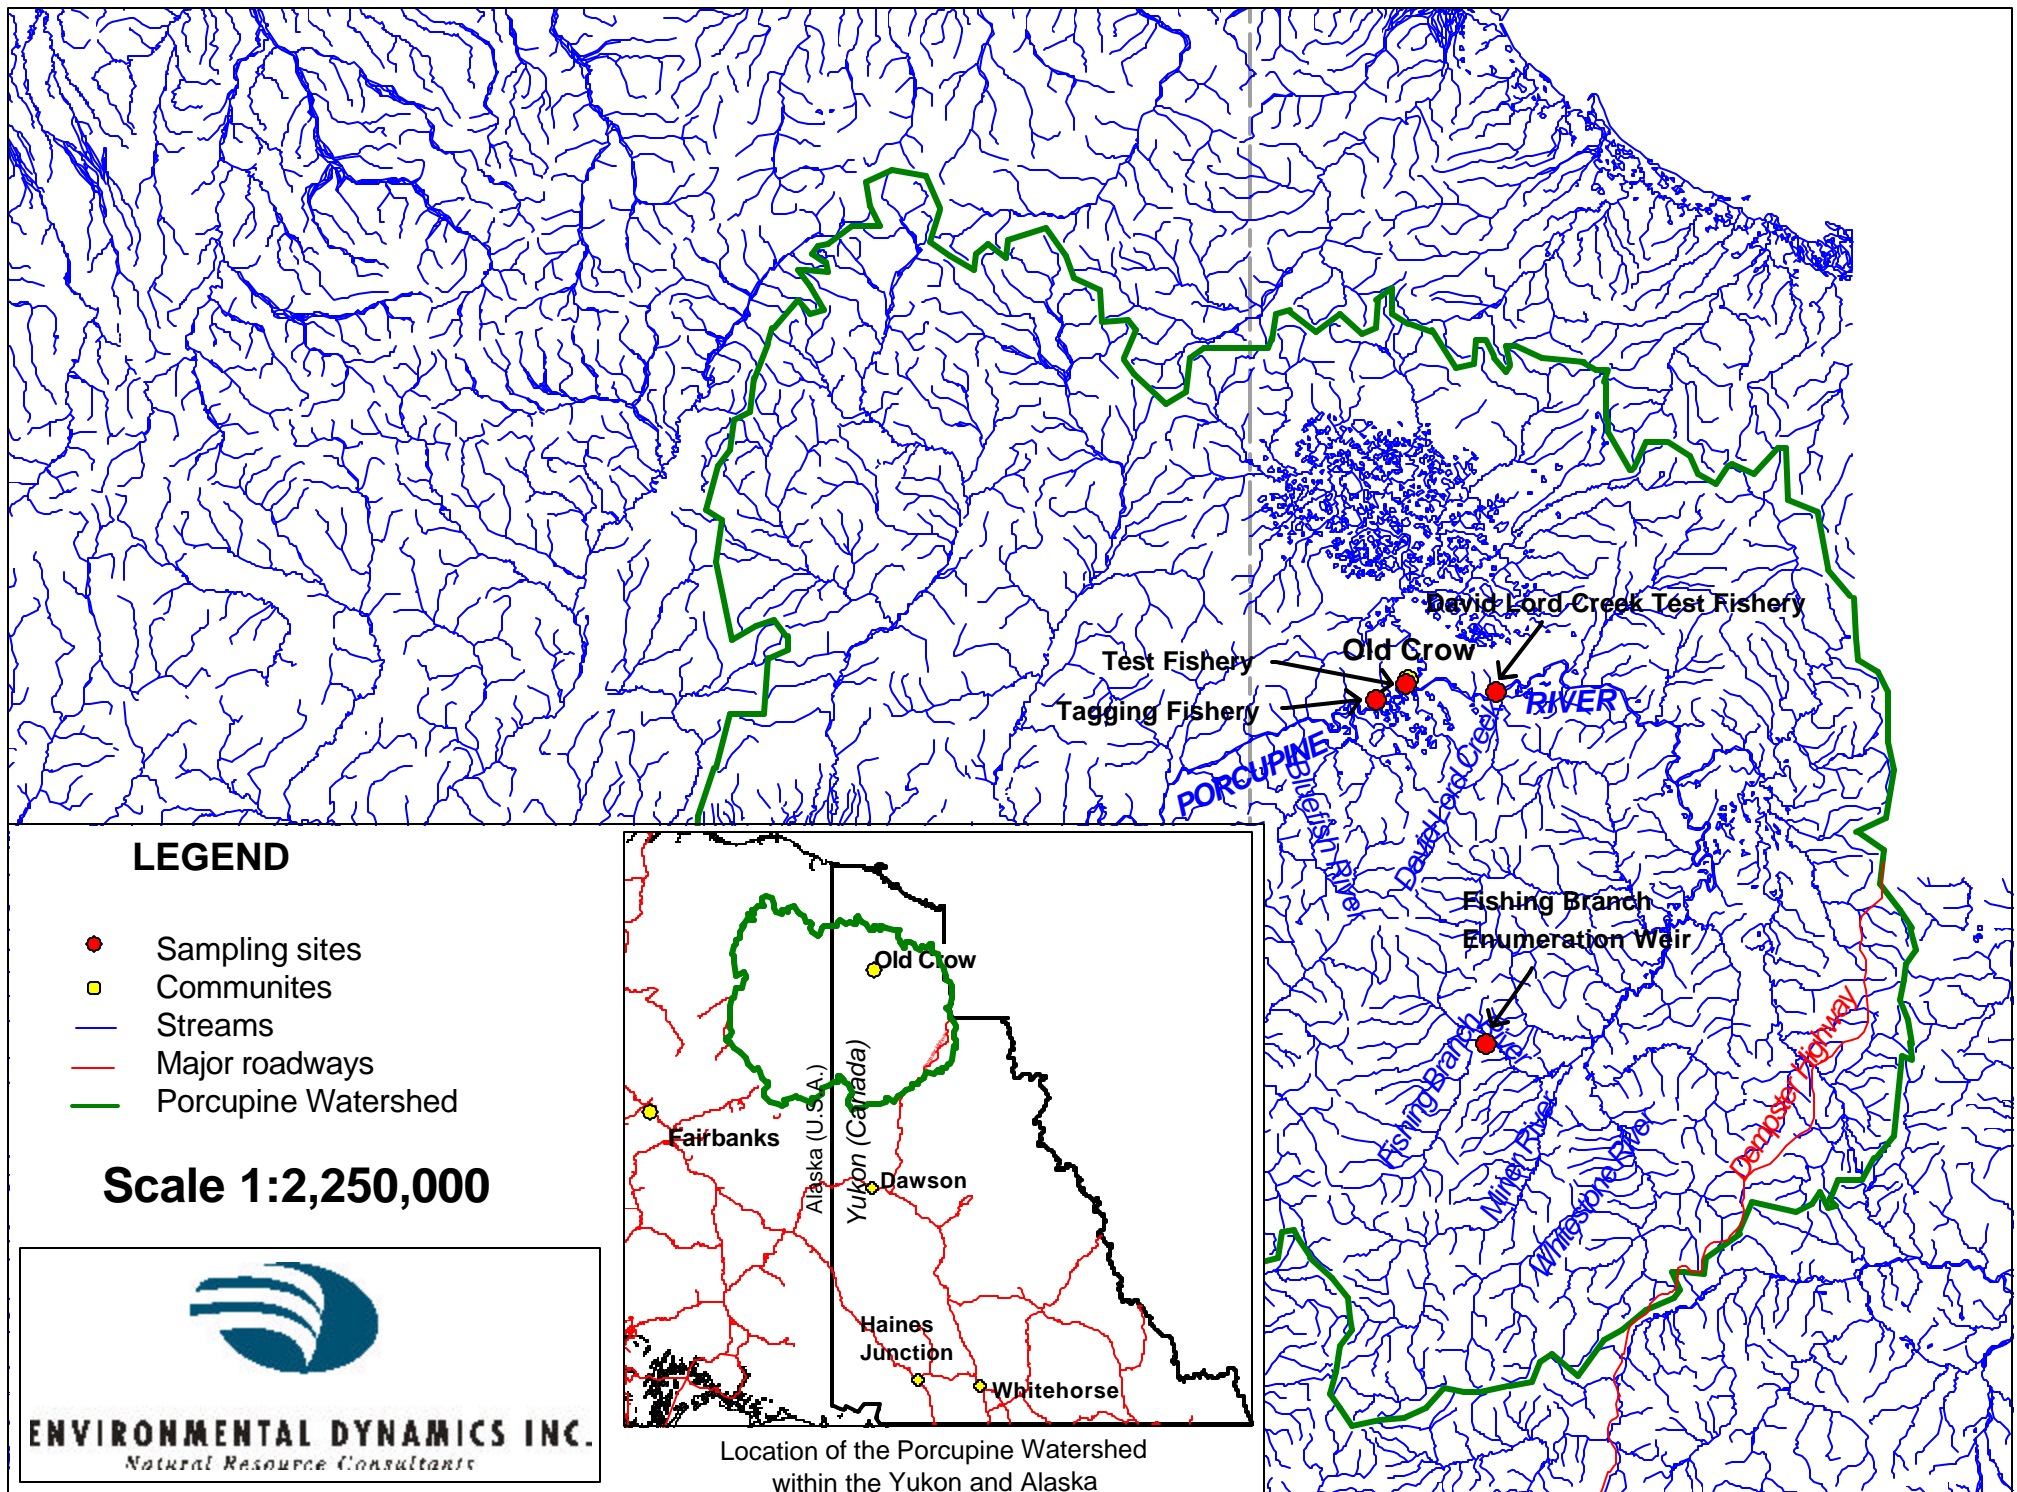 David Lord Creek Test Fishery
Old Crow
Test Fishery
Tagging Fishery
RIVER
PORCUPINE
Bluefish River
David Lord Creek
Fishing Branch
Enumeration Weir
Fishing Branch
Miner River
Whitestone River
Dempster Highway
LEGEND
Sampling sites
Communites
Streams
Major roadways
Porcupine Watershed
Scale 1:2,250,000
ENVIRONMENTAL DYNAMICS INC.
Natural Resource Consultants
Old Crow
Alaska (U.S.A.)
Yukon (Canada)
Fairbanks
Dawson
Haines
Junction
Whitehorse
Location of the Porcupine Watershed
within the Yukon and Alaska